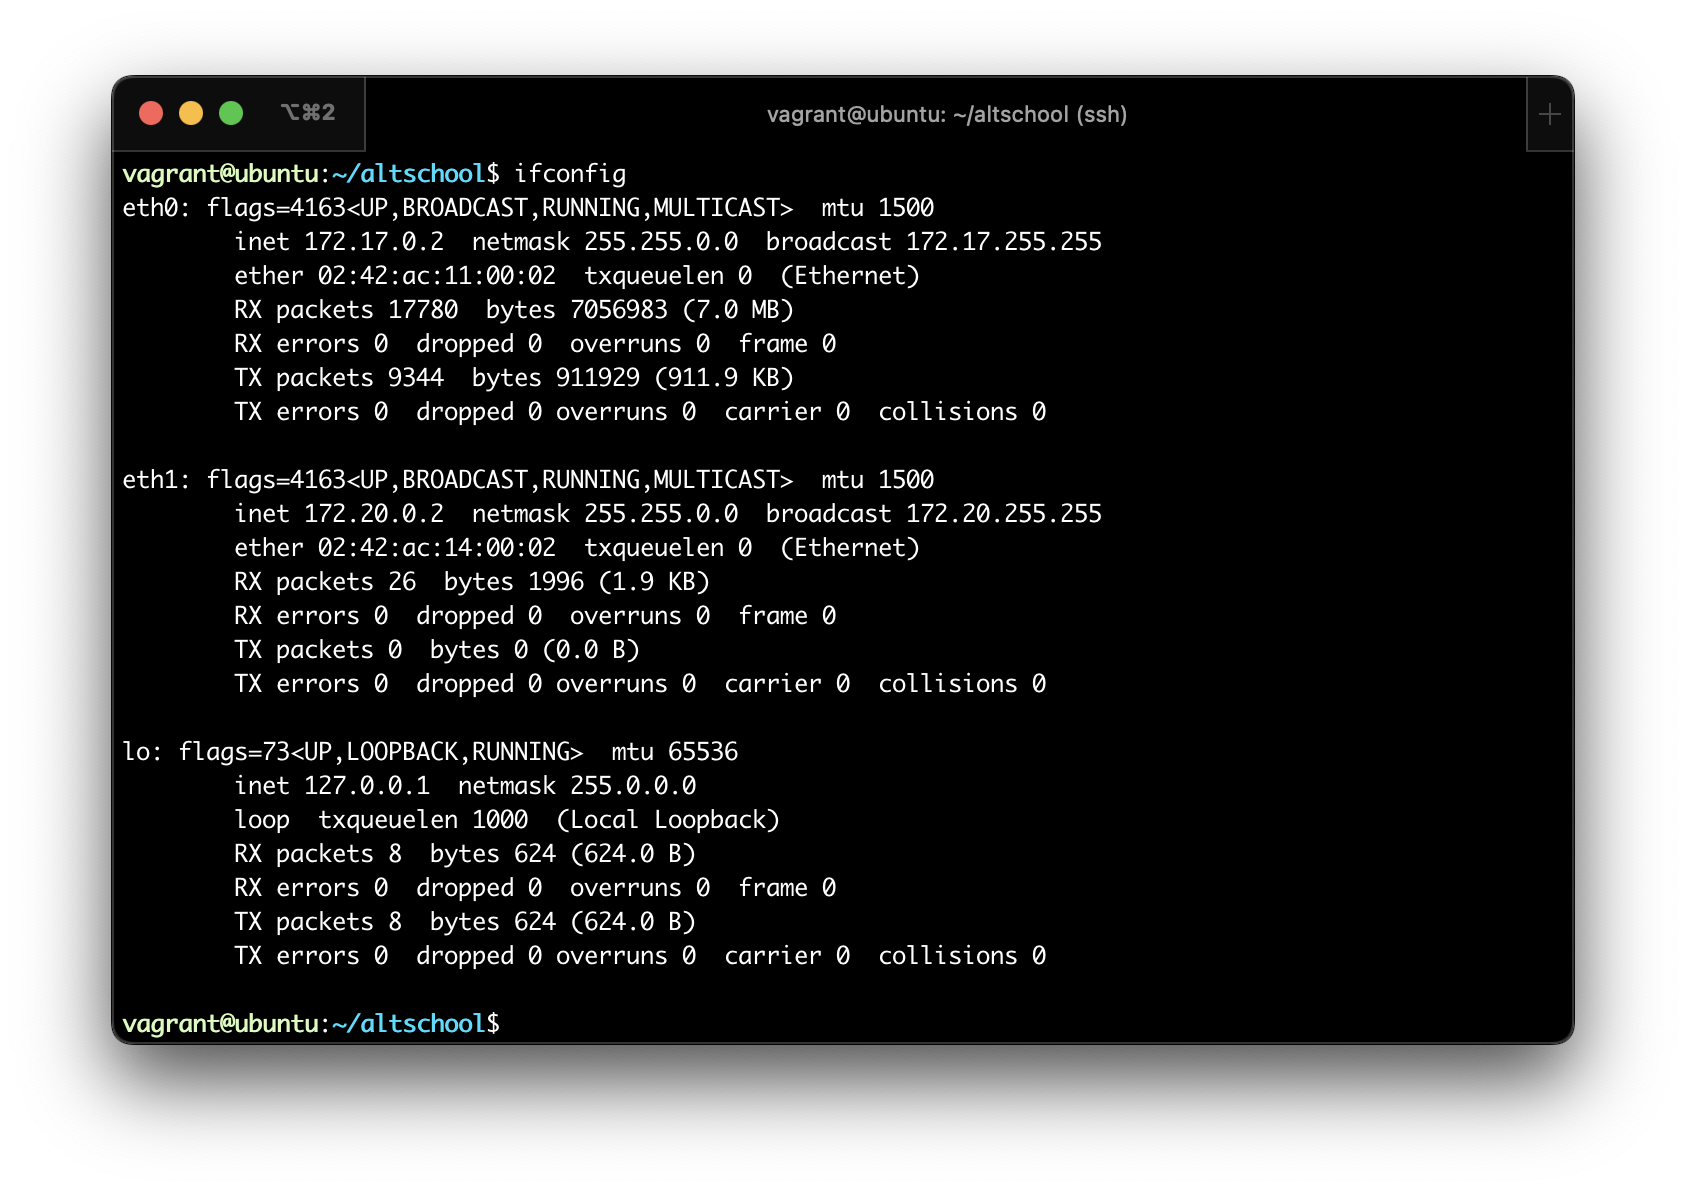 ⌥⌘2
vagrant@ubuntu: ~/altschool (ssh)
vagrant@ubuntu:~/altschool$ ifconfig
eth0: flags=4163<UP,BROADCAST,RUNNING,MULTICAST>  mtu 1500
        inet 172.17.0.2  netmask 255.255.0.0  broadcast 172.17.255.255
        ether 02:42:ac:11:00:02  txqueuelen 0  (Ethernet)
        RX packets 17780  bytes 7056983 (7.0 MB)
        RX errors 0  dropped 0  overruns 0  frame 0
        TX packets 9344  bytes 911929 (911.9 KB)
        TX errors 0  dropped 0 overruns 0  carrier 0  collisions 0

eth1: flags=4163<UP,BROADCAST,RUNNING,MULTICAST>  mtu 1500
        inet 172.20.0.2  netmask 255.255.0.0  broadcast 172.20.255.255
        ether 02:42:ac:14:00:02  txqueuelen 0  (Ethernet)
        RX packets 26  bytes 1996 (1.9 KB)
        RX errors 0  dropped 0  overruns 0  frame 0
        TX packets 0  bytes 0 (0.0 B)
        TX errors 0  dropped 0 overruns 0  carrier 0  collisions 0

lo: flags=73<UP,LOOPBACK,RUNNING>  mtu 65536
        inet 127.0.0.1  netmask 255.0.0.0
        loop  txqueuelen 1000  (Local Loopback)
        RX packets 8  bytes 624 (624.0 B)
        RX errors 0  dropped 0  overruns 0  frame 0
        TX packets 8  bytes 624 (624.0 B)
        TX errors 0  dropped 0 overruns 0  carrier 0  collisions 0

vagrant@ubuntu:~/altschool$